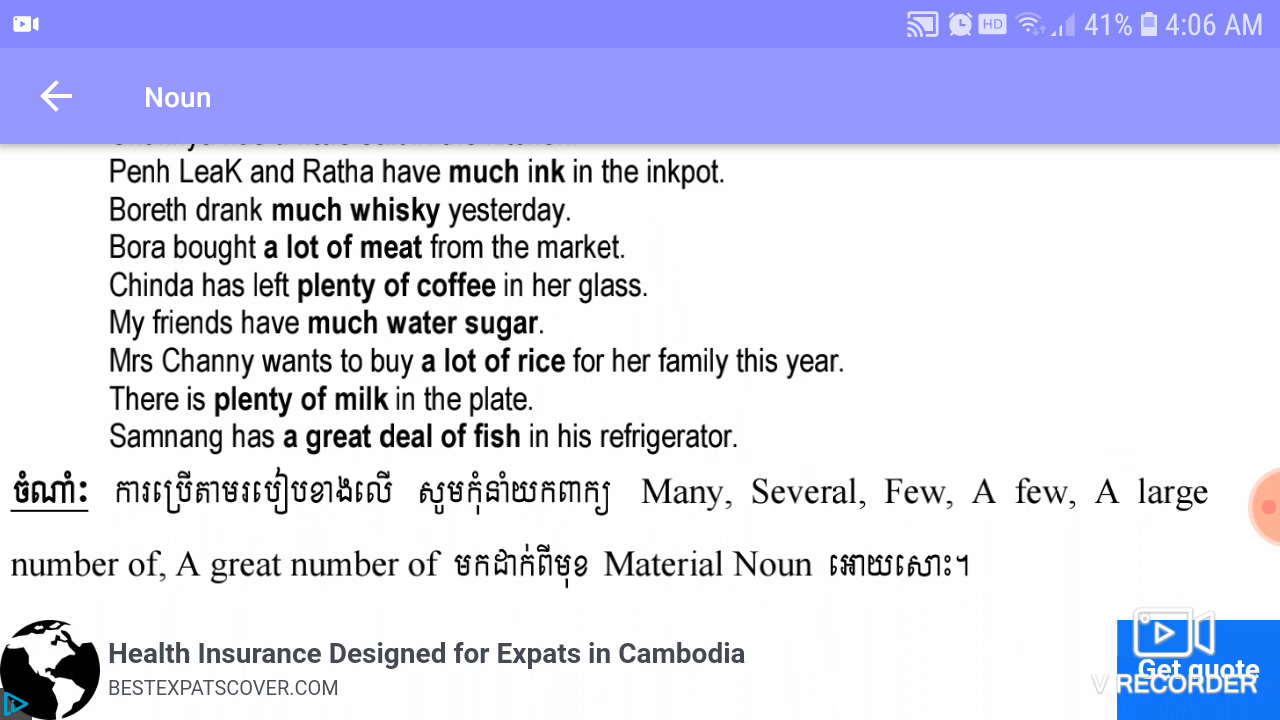 41% 4:06 AM
Noun
Penh LeaK and Ratha have much ink in the inkpot.
Boreth drank much whisky yesterday.
Bora bought a lot of meat from the market.
Chinda has left plenty of coffee in her glass.
My friends have much water sugar.
Mrs Channy wants to buy a lot of rice for her family this year.
There is plenty of milk in the plate.
Samnang has a great deal of fish in his refrigerator.
ចំណាំ: ការប្រើតាមរបៀបខាងលើ សូមកុំនាំយកពាក្យ Many, Several, Few, A few, A large
number of, A great number of មកដាក់ពីមុខ Material Noun អោយសោះ។
Health Insurance Designed for Expats in Cambodia
BESTEXPATSCOVER.COM
Get quote
V RECORDER
HD